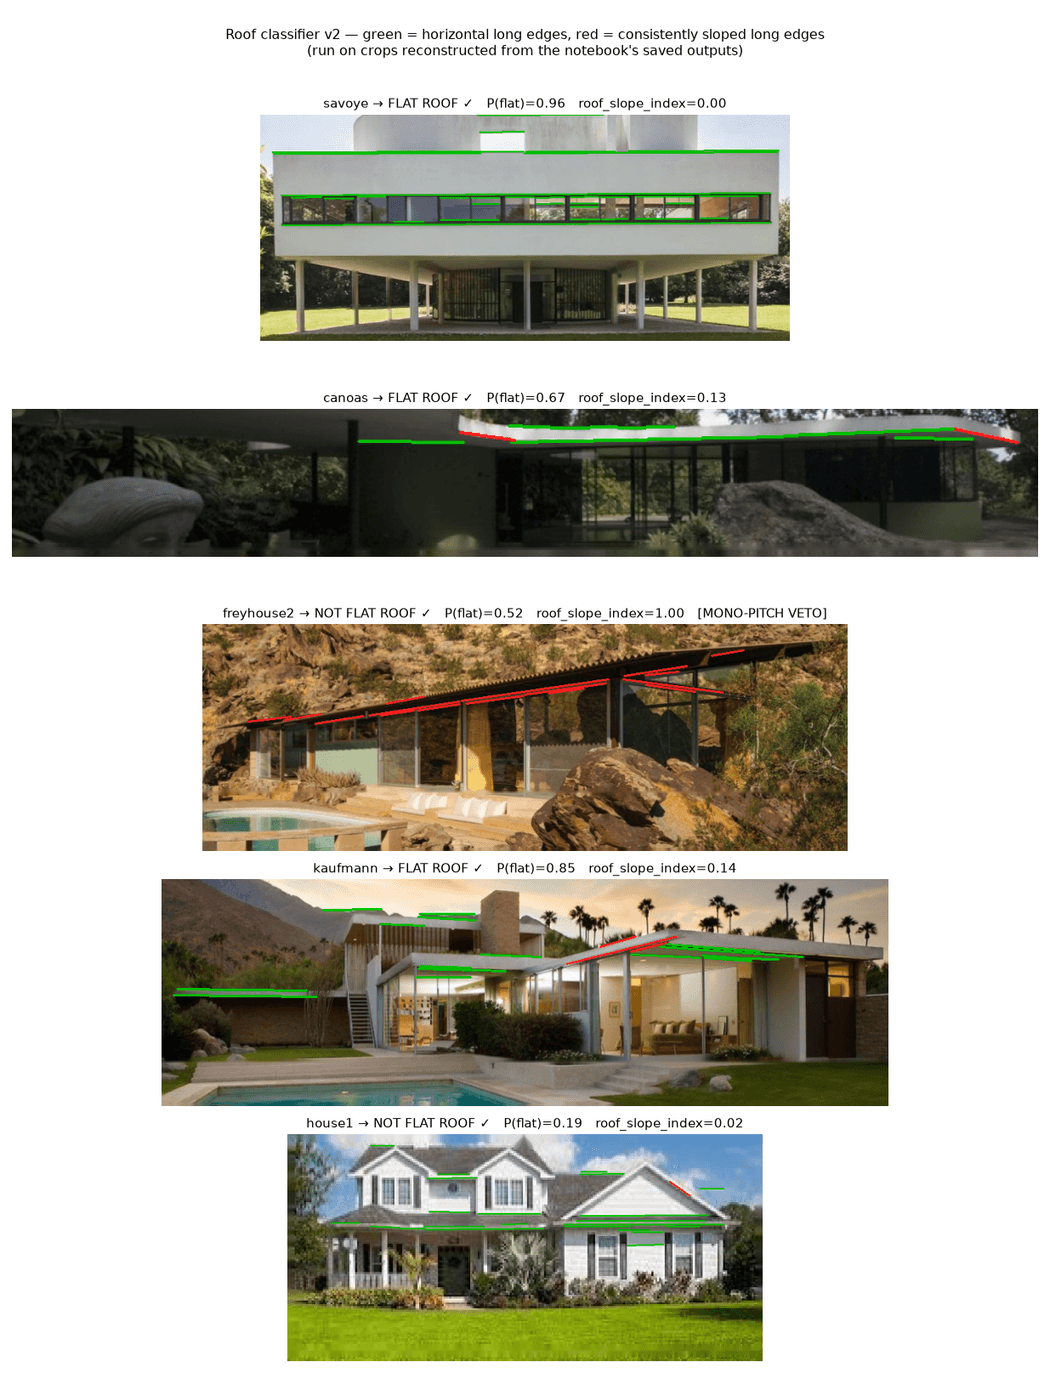 Roof classifier v2 — green = horizontal long edges, red = consistently sloped long edges
(run on crops reconstructed from the notebook's saved outputs)
savoye → FLAT ROOF ✓   P(flat)=0.96   roof_slope_index=0.00
canoas → FLAT ROOF ✓   P(flat)=0.67   roof_slope_index=0.13
freyhouse2 → NOT FLAT ROOF ✓   P(flat)=0.52   roof_slope_index=1.00   [MONO-PITCH VETO]
kaufmann → FLAT ROOF ✓   P(flat)=0.85   roof_slope_index=0.14
house1 → NOT FLAT ROOF ✓   P(flat)=0.19   roof_slope_index=0.02